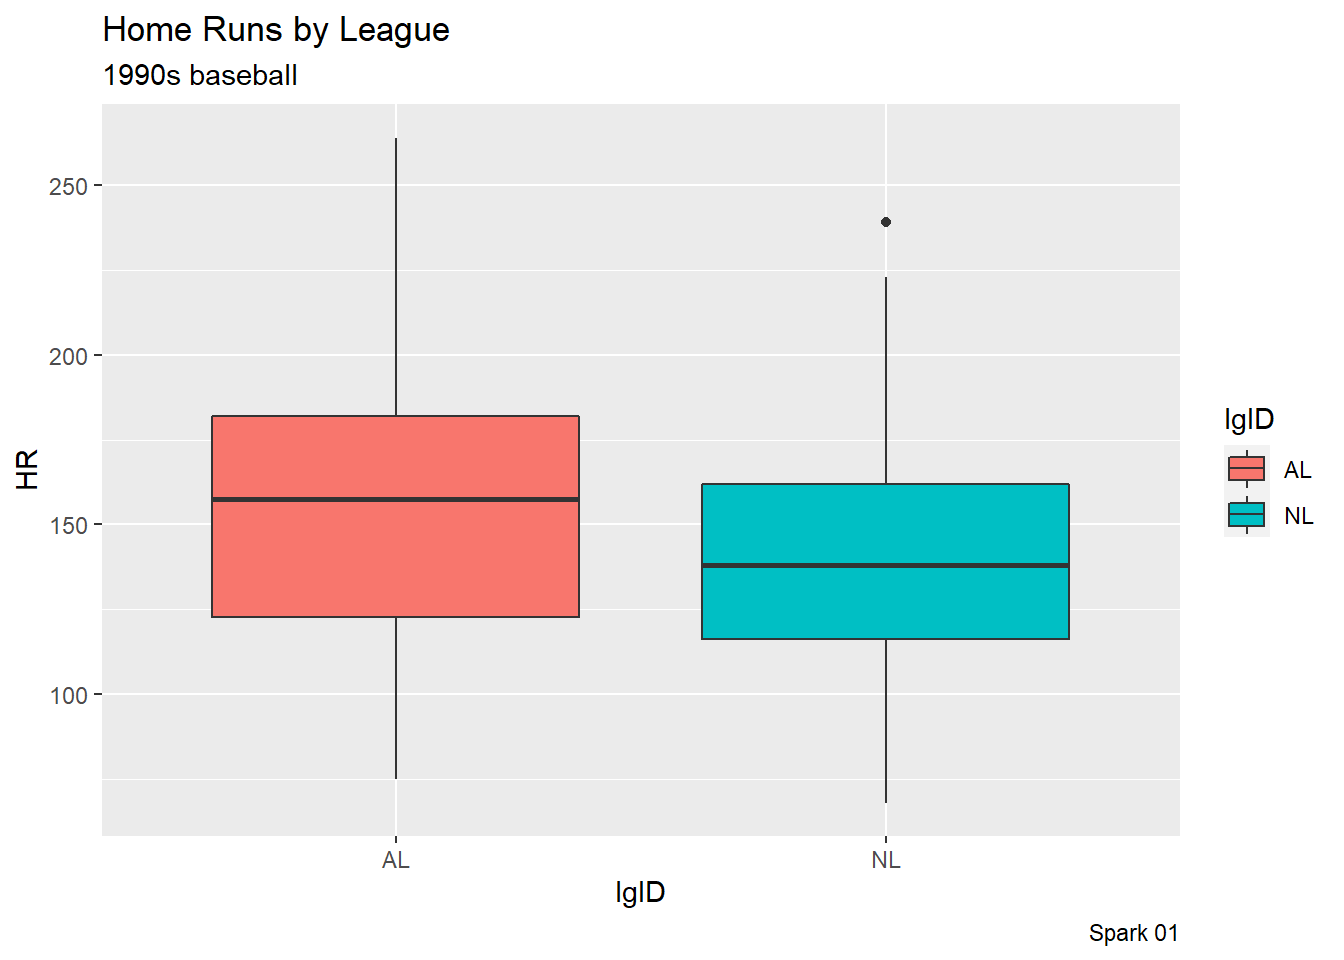 Home Runs by League
1990s baseball
250
200
150
100
HR
AL
NL
lgID
lgID
AL
NL
Spark 01